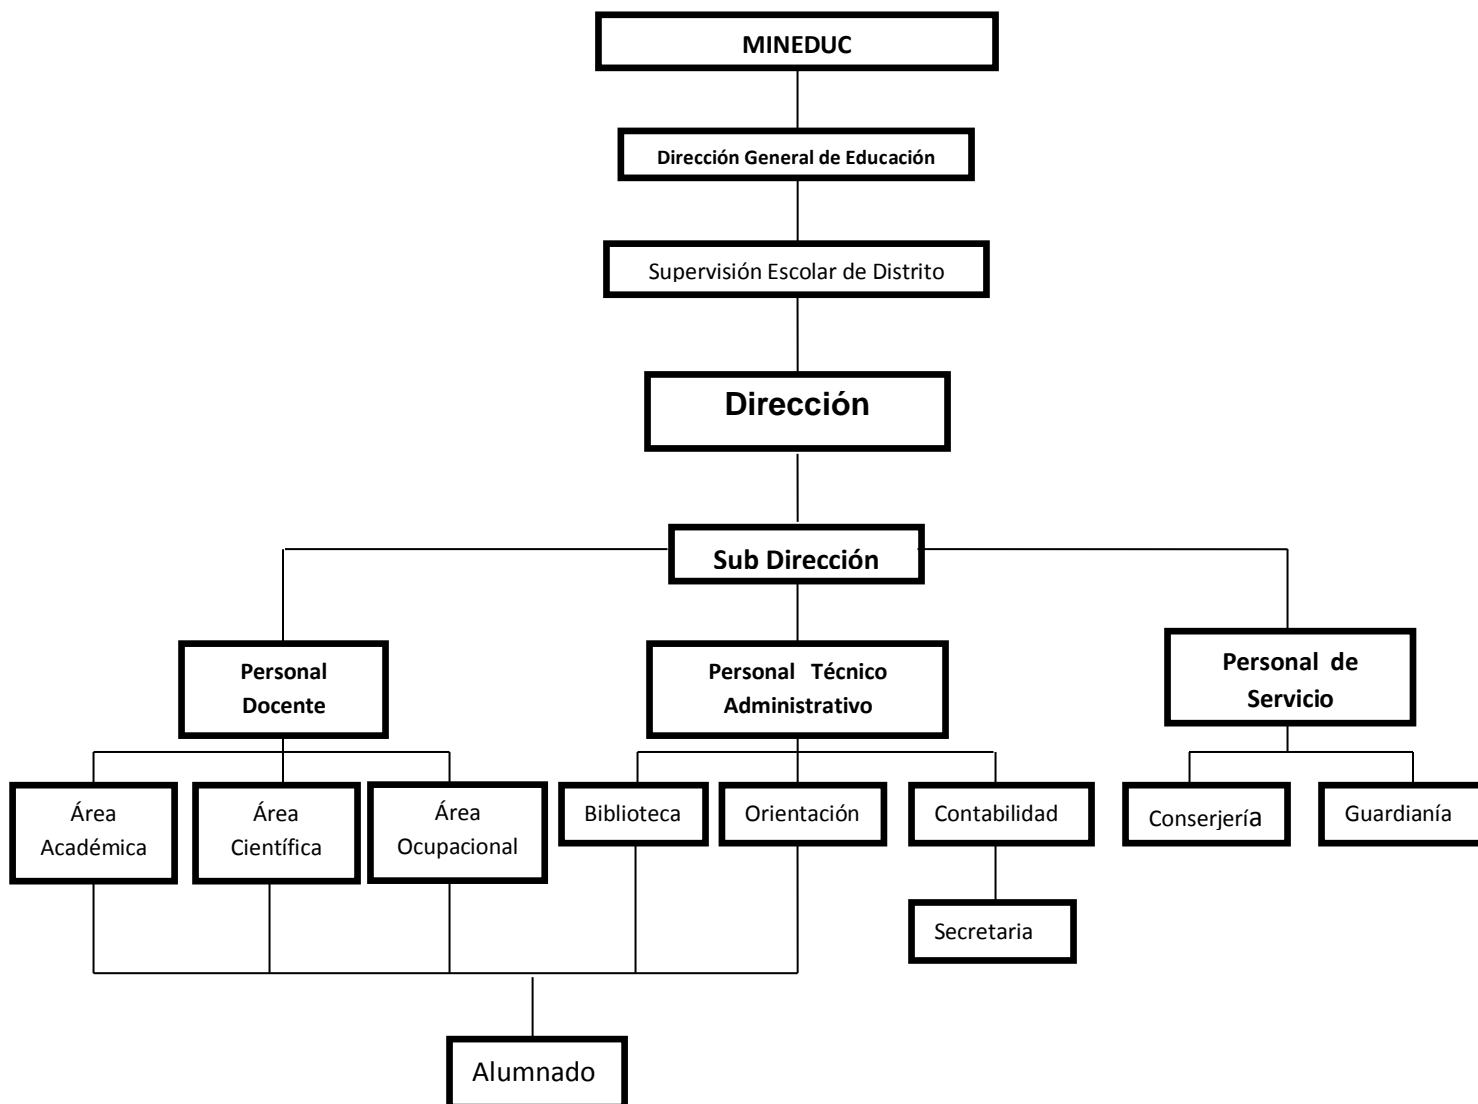 MINEDUC
Dirección General de Educación
Supervisión Escolar de Distrito
Dirección
Sub Dirección
Personal
Docente
Personal Técnico
Administrativo
Personal de
Servicio
Área
Académica
Área
Científica
Área
Ocupacional
Biblioteca
Orientación
Contabilidad
Conserjería
Guardianía
Secretaria
Alumnado